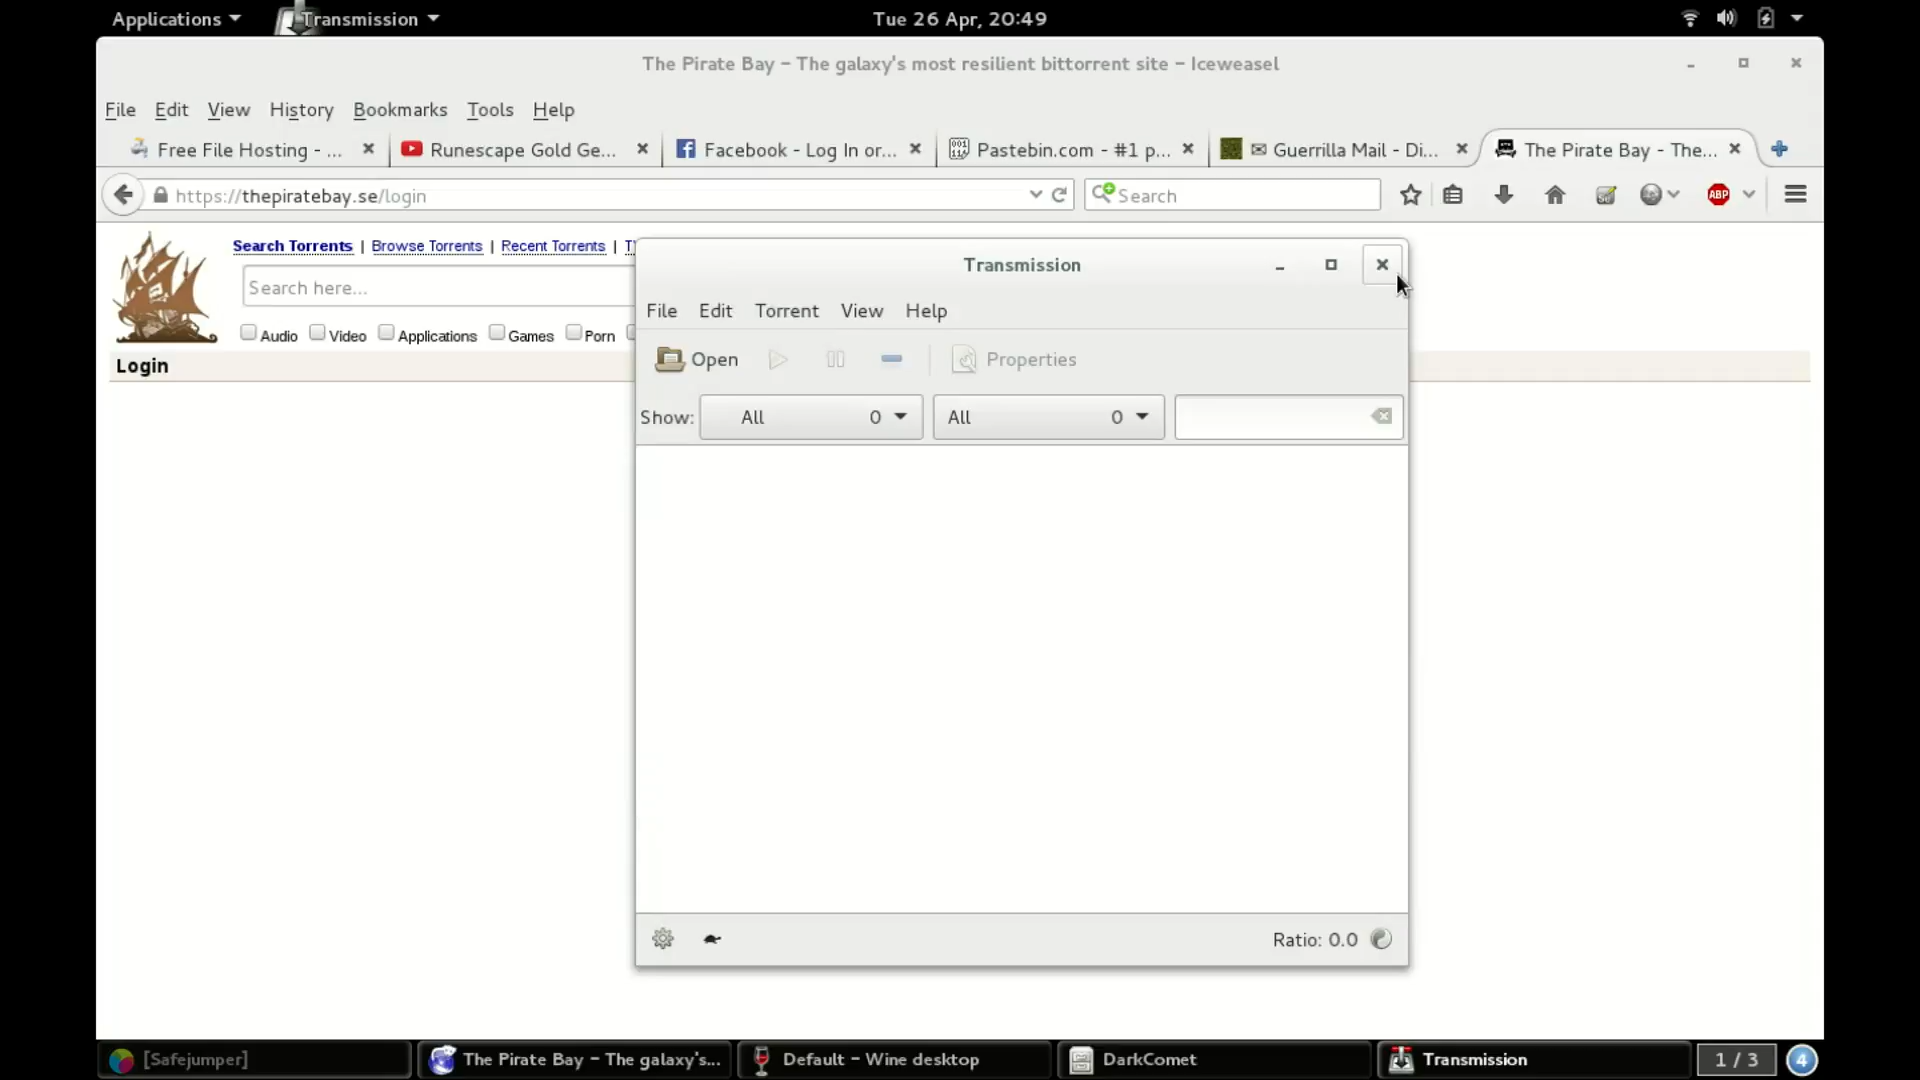 Applications Transmission Tue 26 Apr, 20:49
The Pirate Bay – The galaxy's most resilient bittorrent site – Iceweasel
File Edit View History Bookmarks Tools Help
Free File Hosting - ... Runescape Gold Ge... Facebook - Log In or... Pastebin.com - #1 p... Guerrilla Mail - Di... The Pirate Bay - The...
https://thepiratebay.se/login Search ABP
Search Torrents | Browse Torrents | Recent Torrents |
Search here...
Audio Video Applications Games Porn
Login
Transmission
File Edit Torrent View Help
Open Properties
Show: All 0 All 0
Ratio: 0.0
[Safejumper] The Pirate Bay – The galaxy's... Default – Wine desktop DarkComet Transmission 1 / 3 4